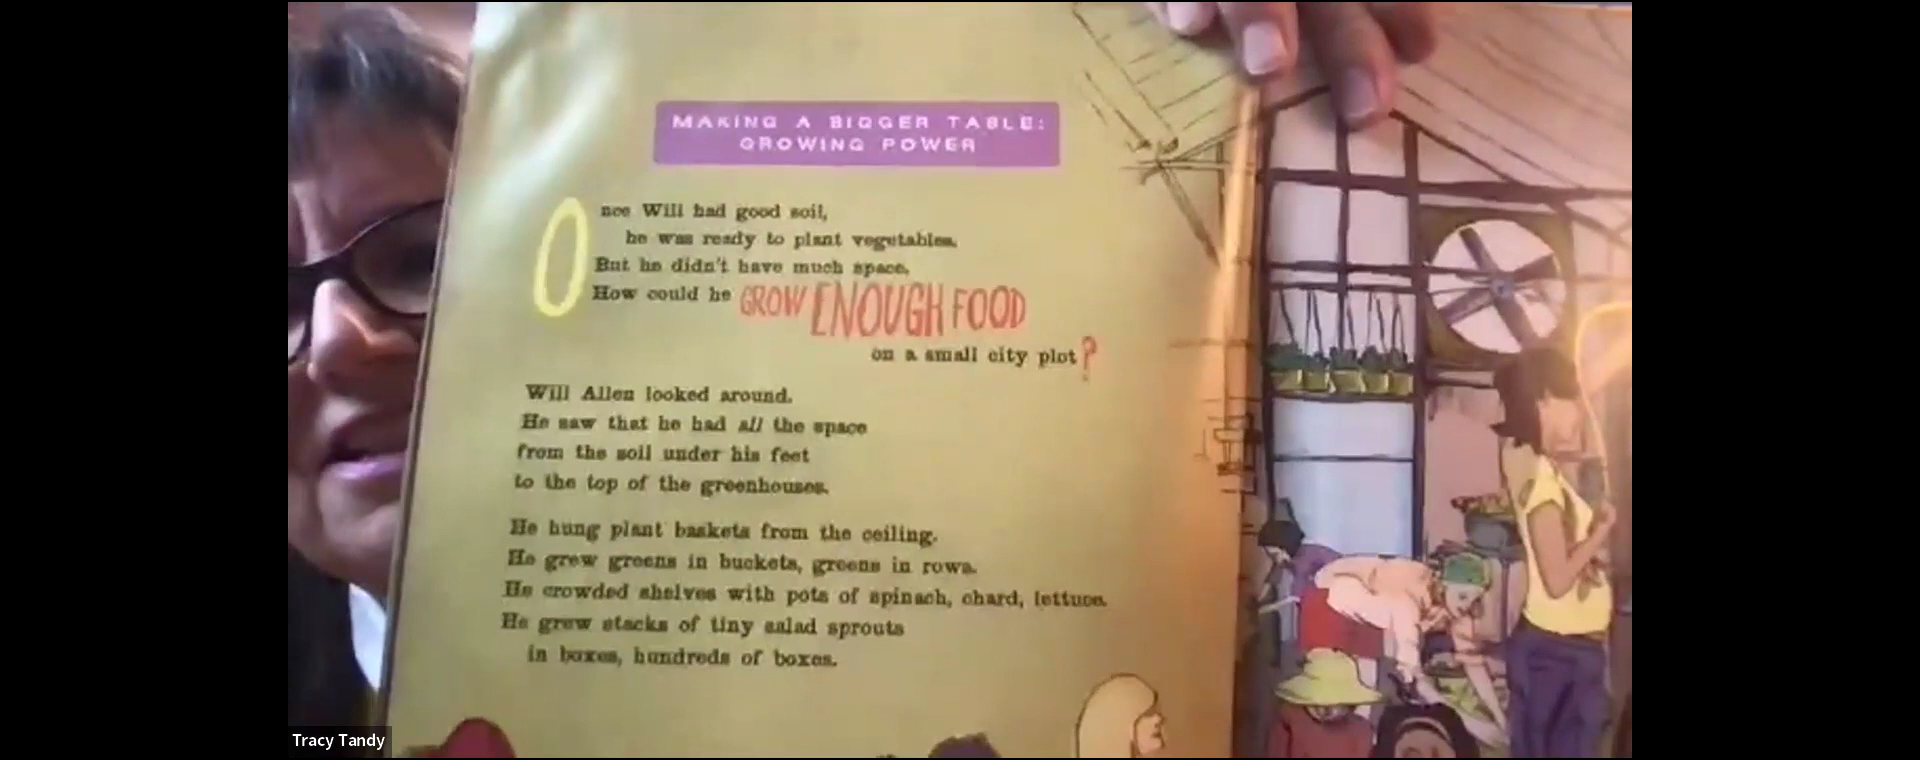 MAKING A BIGGER TABLE:
GROWING POWER
Once Will had good soil,
he was ready to plant vegetables.
But he didn't have much space.
How could he GROW ENOUGH FOOD
on a small city plot?
Will Allen looked around.
He saw that he had all the space
from the soil under his feet
to the top of the greenhouses.
He hung plant baskets from the ceiling.
He grew greens in buckets, greens in rows.
He crowded shelves with pots of spinach, chard, lettuce.
He grew stacks of tiny salad sprouts
in boxes, hundreds of boxes.
Tracy Tandy